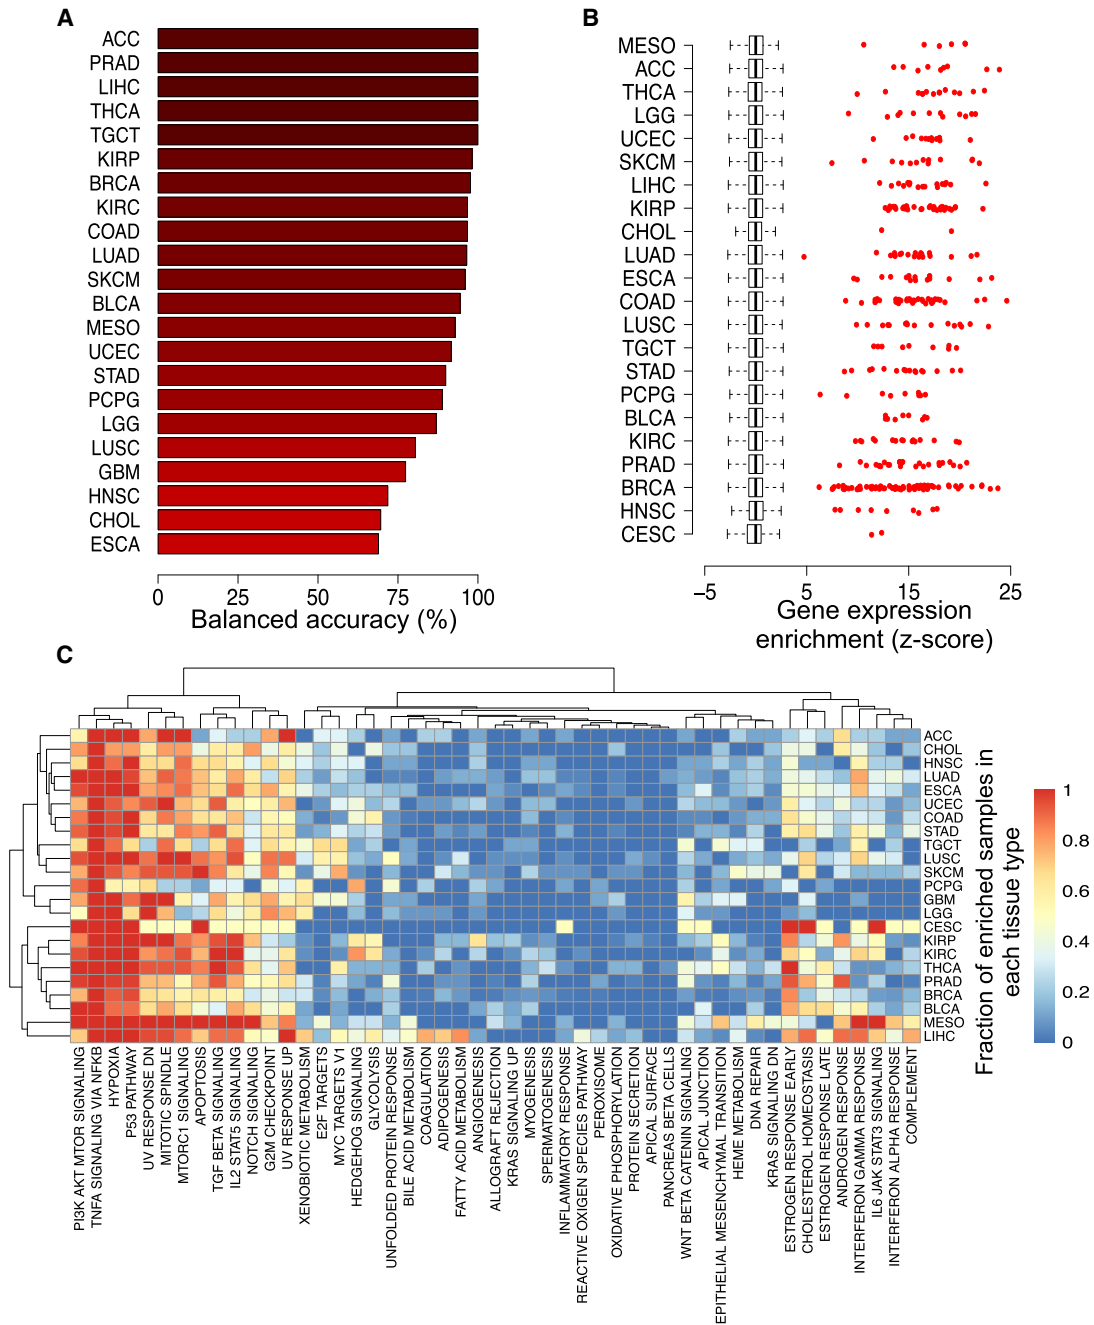 A
ACC
PRAD
LIHC
THCA
TGCT
KIRP
BRCA
KIRC
COAD
LUAD
SKCM
BLCA
MESO
UCEC
STAD
PCPG
LGG
LUSC
GBM
HNSC
CHOL
ESCA
0 25 50 75 100
Balanced accuracy (%)
B
MESO
ACC
THCA
LGG
UCEC
SKCM
LIHC
KIRP
CHOL
LUAD
ESCA
COAD
LUSC
TGCT
STAD
PCPG
BLCA
KIRC
PRAD
BRCA
HNSC
CESC
−5 5 15 25
Gene expression
enrichment (z-score)
C
ACC
CHOL
HNSC
LUAD
ESCA
UCEC
COAD
STAD
TGCT
LUSC
SKCM
PCPG
GBM
LGG
CESC
KIRP
KIRC
THCA
PRAD
BRCA
BLCA
MESO
LIHC
PI3K AKT MTOR SIGNALING
TNFA SIGNALING VIA NFKB
HYPOXIA
P53 PATHWAY
UV RESPONSE DN
MITOTIC SPINDLE
MTORC1 SIGNALING
APOPTOSIS
TGF BETA SIGNALING
IL2 STAT5 SIGNALING
NOTCH SIGNALING
G2M CHECKPOINT
UV RESPONSE UP
XENOBIOTIC METABOLISM
E2F TARGETS
MYC TARGETS V1
HEDGEHOG SIGNALING
GLYCOLYSIS
UNFOLDED PROTEIN RESPONSE
BILE ACID METABOLISM
COAGULATION
ADIPOGENESIS
FATTY ACID METABOLISM
ANGIOGENESIS
ALLOGRAFT REJECTION
KRAS SIGNALING UP
MYOGENESIS
SPERMATOGENESIS
INFLAMMATORY RESPONSE
REACTIVE OXIGEN SPECIES PATHWAY
PEROXISOME
OXIDATIVE PHOSPHORYLATION
PROTEIN SECRETION
APICAL SURFACE
PANCREAS BETA CELLS
WNT BETA CATENIN SIGNALING
APICAL JUNCTION
EPITHELIAL MESENCHYMAL TRANSITION
HEME METABOLISM
DNA REPAIR
KRAS SIGNALING DN
ESTROGEN RESPONSE EARLY
CHOLESTEROL HOMEOSTASIS
ESTROGEN RESPONSE LATE
ANDROGEN RESPONSE
INTERFERON GAMMA RESPONSE
IL6 JAK STAT3 SIGNALING
INTERFERON ALPHA RESPONSE
COMPLEMENT
Fraction of enriched samples in
each tissue type
1
0.8
0.6
0.4
0.2
0